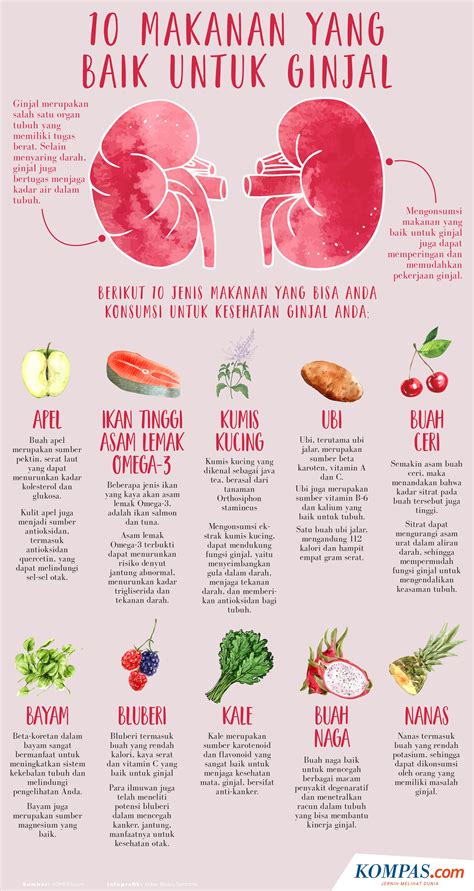 10 MAKANAN YANG
BAIK UNTUK GINJAL
Ginjal merupakan
salah satu organ
tubuh yang
memiliki tugas
berat. Selain
menyaring darah,
ginjal juga
bertugas menjaga
kadar air dalam
tubuh.
Mengonsumsi
makanan yang
baik untuk ginjal
juga dapat
memperingan dan
memudahkan
pekerjaan ginjal.
BERIKUT 10 JENIS MAKANAN YANG BISA ANDA
KONSUMSI UNTUK KESEHATAN GINJAL ANDA:
APEL
Buah apel
merupakan sumber
pektin, serat laut
yang dapat
menurunkan kadar
kolesterol dan
glukosa.
Kulit apel juga
menjadi sumber
antioksidan,
termasuk
antioksidan
quercetin, yang
dapat melindungi
sel-sel otak.
IKAN TINGGI
ASAM LEMAK
OMEGA-3
Beberapa jenis ikan
yang kaya akan asam
lemak Omega-3,
adalah ikan salmon
dan tuna.
Asam lemak
Omega-3 terbukti
dapat menurunkan
risiko denyut
jantung abnormal,
menurunkan kadar
trigliserida dan
tekanan darah.
KUMIS
KUCING
Kumis kucing yang
dikenal sebagai java
tea, berasal dari
tanaman
Orthosiphon
stamineus
Mengonsumsi ek-
strak kumis kucing,
dapat mendukung
fungsi ginjal,
menyeimbangkan
gula dalam darah,
menjaga tekanan
darah, dan memberi-
kan antioksidan bagi
tubuh.
UBI
Ubi, terutama ubi
jalar, merupakan
sumber beta
karoten, vitamin A
dan C.
Ubi juga merupakan
sumber vitamin B-6
dan kalium yang
baik untuk tubuh.
Satu buah ubi jalar,
mengandung 112
kalori dan hampit
empat gram serat.
BUAH
CERI
Semakin asam buah
ceri, maka
menandakan bahwa
kadar sitrat pada
buah tersebut juga
tinggi.
Sitrat dapat
mengurangi asam
urat dalam aliran
darah, sehingga
mempermudah
fungsi ginjal untuk
mengendalikan
keasaman tubuh.
BAYAM
Beta-koretan dalam
bayam sangat
bermanfaat untuk
meningkatkan sistem
kekebalan tubuh dan
melindungi
pengelihatan Anda.
Bayam juga
merupakan sumber
magnesium yang
baik.
BLUBERI
Bluberi termasuk
buah yang rendah
kalori, kaya serat
dan vitamin C yang
baik untuk ginjal
Para ilmuwan juga
telah meneliti
potensi bluberi
dalam mencegah
kanker, jantung,
manfaatnya untuk
kesehatan otak.
KALE
Kale merupakan
sumber karotenoid
dan flavonoid yang
sangat baik untuk
menjaga kesehatan
mata, ginjal, bersifat
anti-kanker.
BUAH
NAGA
Buah naga baik
untuk mencegah
berbagai macam
penyakit degeneratif
dan menetralkan
racun dalam tubuh
yang bisa membantu
kinerja ginjal.
NANAS
Nanas termasuk
buah yang rendah
potasium, sehingga
dapat dikonsumsi
oleh orang yang
memiliki masalah
ginjal.
Sumber: KOMPAS.com
Infografik:
KOMPAS.com
JERNIH MELIHAT DUNIA